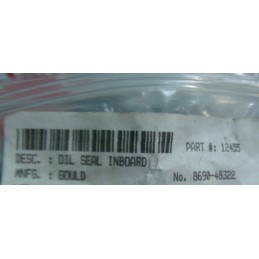 PART #: 12455
DESC. : OIL SEAL INBOARD
MNFG. : GOULD No. 8690-48322